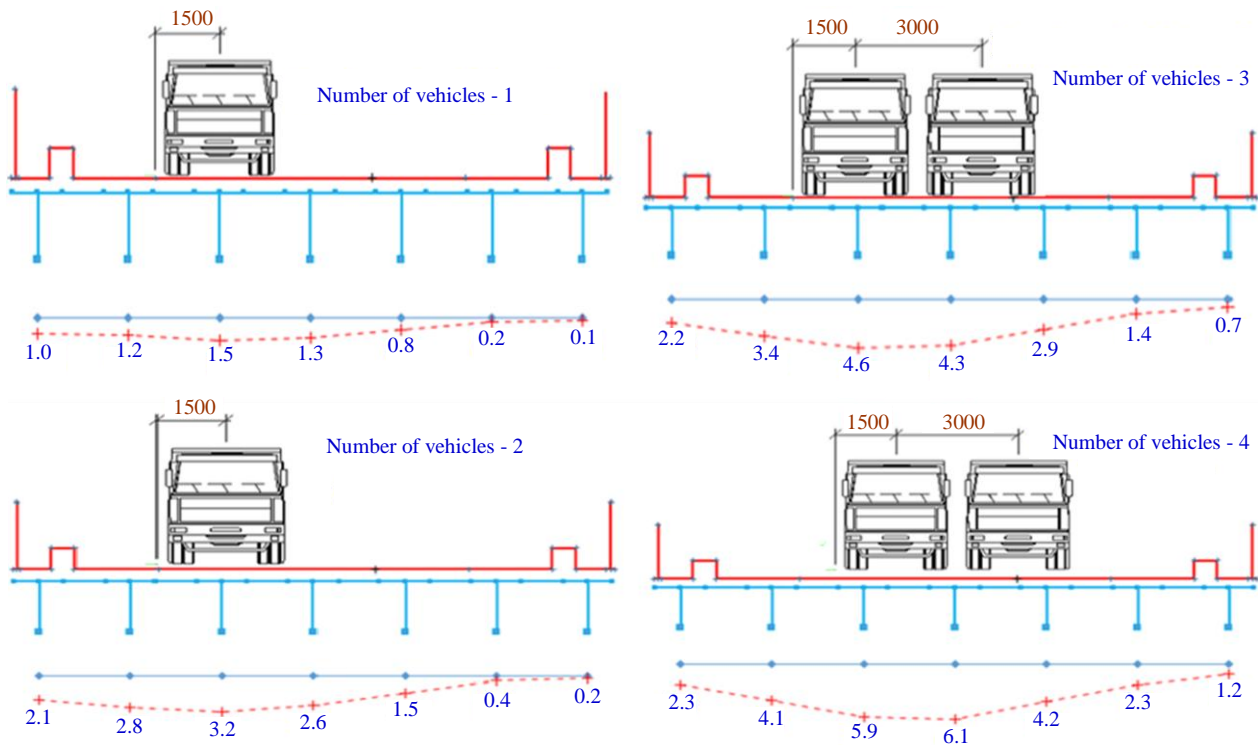 1500
Number of vehicles - 1
1.0 1.2 1.5 1.3 0.8 0.2 0.1
1500 3000
Number of vehicles - 3
2.2 3.4 4.6 4.3 2.9 1.4 0.7
1500
Number of vehicles - 2
2.1 2.8 3.2 2.6 1.5 0.4 0.2
1500 3000
Number of vehicles - 4
2.3 4.1 5.9 6.1 4.2 2.3 1.2